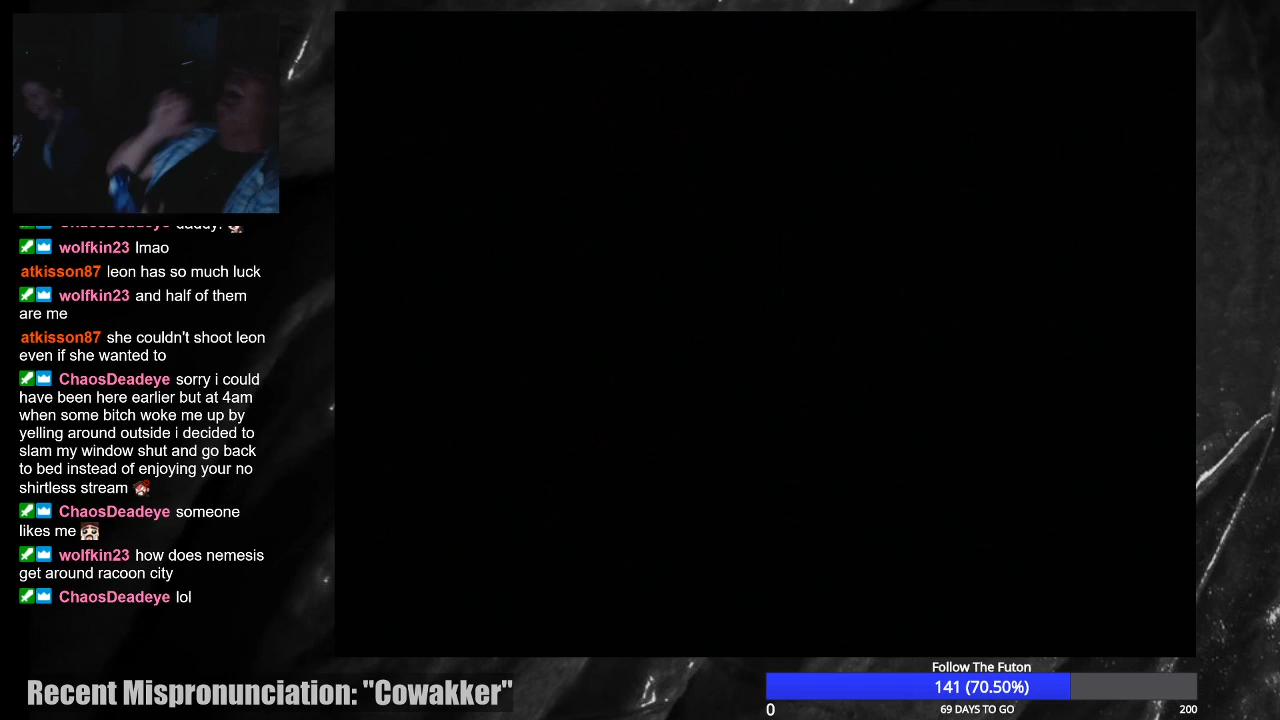 ChaosDeadeye daddy!
wolfkin23 lmao
atkisson87 leon has so much luck
wolfkin23 and half of them
are me
atkisson87 she couldn't shoot leon
even if she wanted to
ChaosDeadeye sorry i could
have been here earlier but at 4am
when some bitch woke me up by
yelling around outside i decided to
slam my window shut and go back
to bed instead of enjoying your no
shirtless stream
ChaosDeadeye someone
likes me
wolfkin23 how does nemesis
get around racoon city
ChaosDeadeye lol
Follow The Futon
141 (70.50%)
0 69 DAYS TO GO 200
Recent Mispronunciation: "Cowakker"